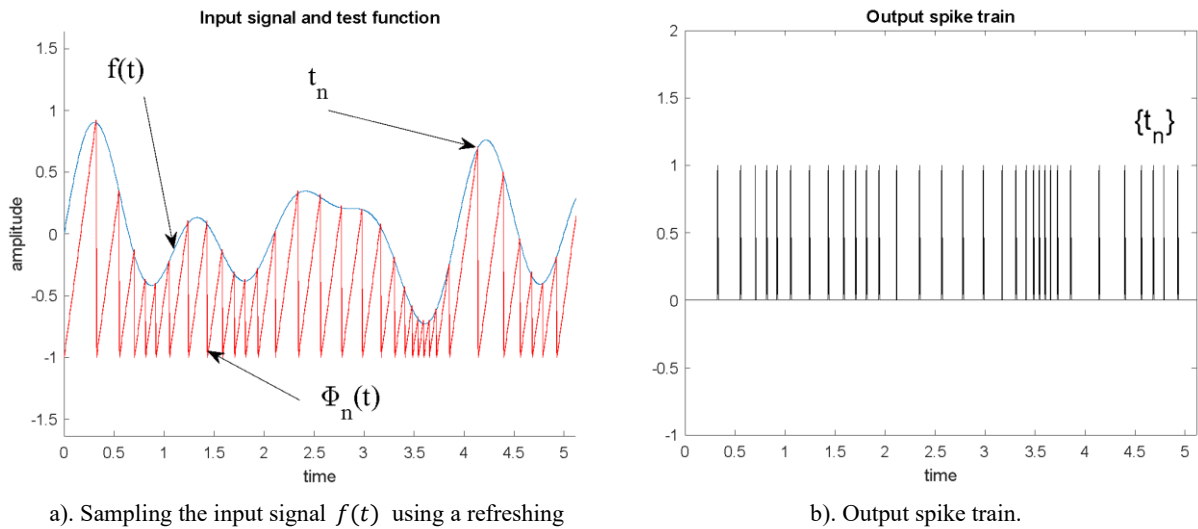 Input signal and test function
1.5
1
0.5
0
-0.5
-1
-1.5
amplitude
f(t)
t_n
Φ_n(t)
0 0.5 1 1.5 2 2.5 3 3.5 4 4.5 5
time
a). Sampling the input signal f(t) using a refreshing
Output spike train
2
1.5
1
0.5
0
-0.5
-1
{t_n}
0 0.5 1 1.5 2 2.5 3 3.5 4 4.5 5
time
b). Output spike train.